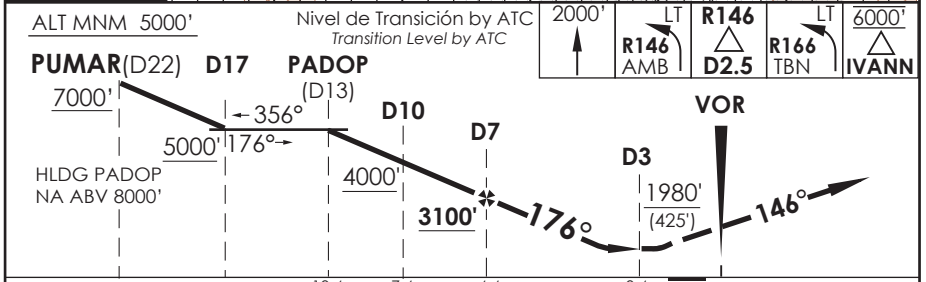 ALT MNM 5000'
Nivel de Transición by ATC
Transition Level by ATC
2000'
LT
R146
AMB
R146
D2.5
LT
R166
TBN
6000'
IVANN
PUMAR(D22)
D17
PADOP
(D13)
7000'
356°
D10
VOR
5000'
176°
D7
HLDG PADOP
NA ABV 8000'
4000'
D3
1980'
(425')
3100'
176°
146°